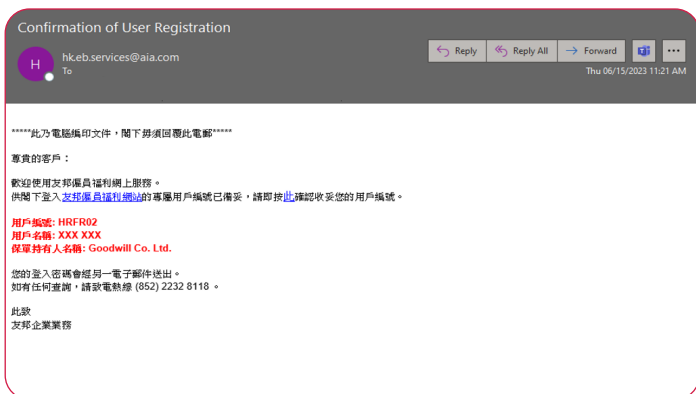 Confirmation of User Registration
H
hk.eb.services@aia.com
To
Reply
Reply All
Forward
Thu 06/15/2023 11:21 AM
*****此乃電腦編印文件，閣下毋須回覆此電郵*****
尊貴的客戶：
歡迎使用友邦僱員福利網上服務。
供閣下登入友邦僱員福利網站的專屬用戶編號已備妥，請即按此確認收妥您的用戶編號。
用戶編號: HRFR02
用戶名稱: XXX XXX
保單持有人名稱: Goodwill Co. Ltd.
您的登入密碼會經另一電子郵件送出。
如有任何查詢，請致電熱線 (852) 2232 8118 。
此致
友邦企業業務